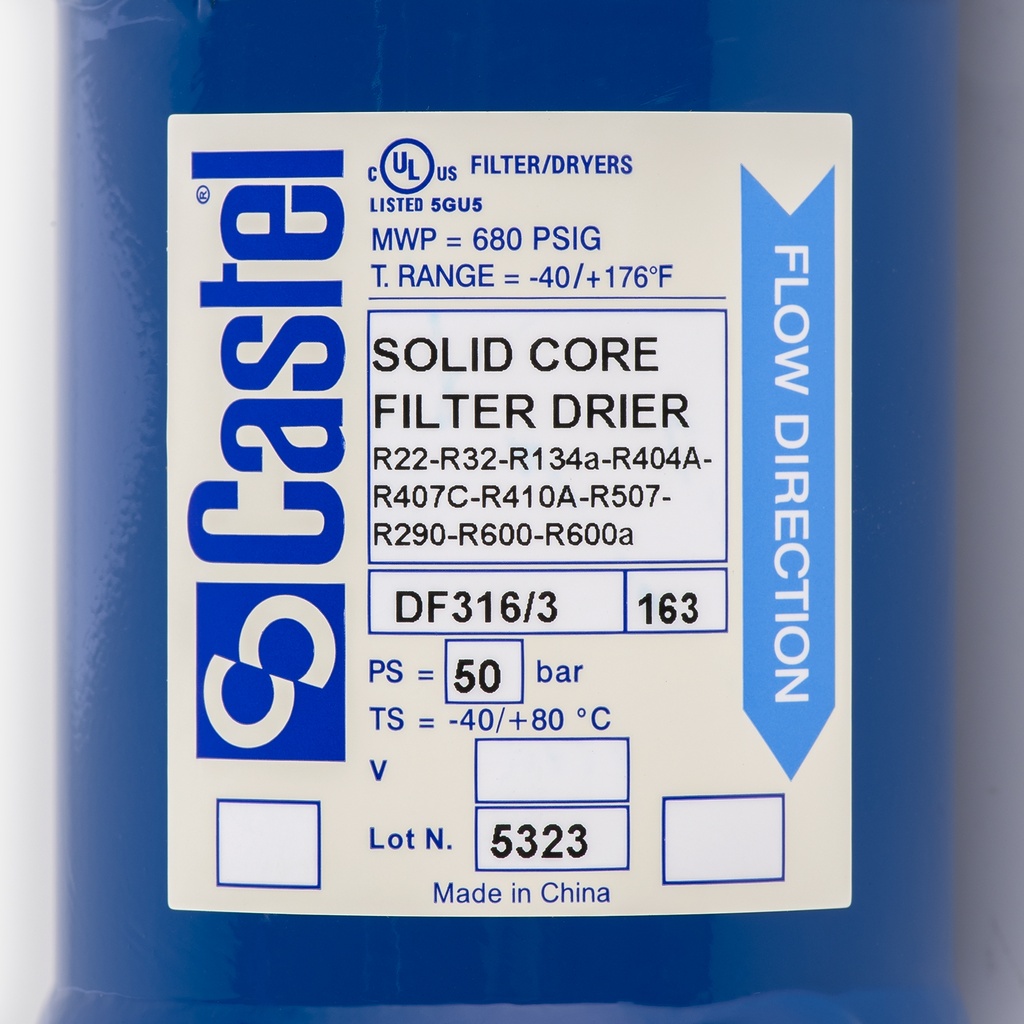 Castel®
c UL US FILTER/DRYERS
LISTED 5GU5
MWP = 680 PSIG
T. RANGE = -40/+176°F
SOLID CORE
FILTER DRIER
R22-R32-R134a-R404A-
R407C-R410A-R507-
R290-R600-R600a
DF316/3 163
PS = 50 bar
TS = -40/+80 °C
V
Lot N. 5323
Made in China
FLOW DIRECTION